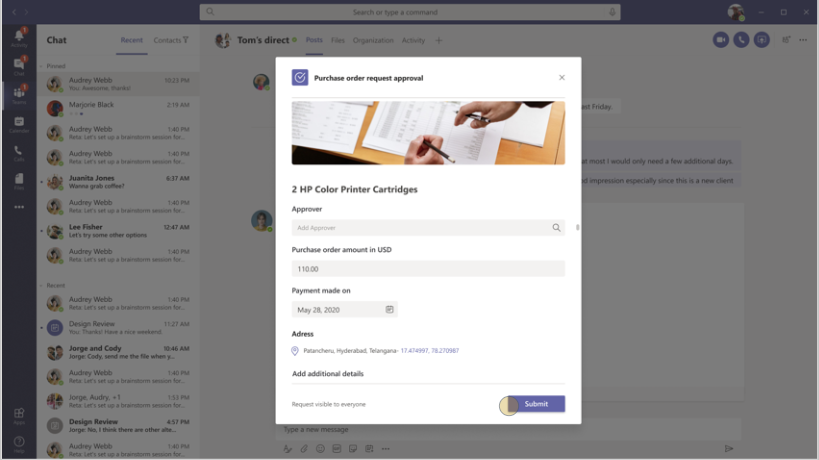 Search or type a command
Activity
Chat
Teams
Calendar
Calls
Files
Apps
Help
Chat
Recent
Contacts
Pinned
Audrey Webb
10:23 PM
You: Awesome, thanks!
Marjorie Black
2:19 AM
Audrey Webb
1:40 PM
Reta: Let's set up a brainstorm session for...
Audrey Webb
1:40 PM
Reta: Let's set up a brainstorm session for...
Juanita Jones
6:37 AM
Wanna grab coffee?
Audrey Webb
1:40 PM
Reta: Let's set up a brainstorm session for...
Lee Fisher
12:47 AM
Let's try some other options
Audrey Webb
1:40 PM
Reta: Let's set up a brainstorm session for...
Recent
Audrey Webb
1:40 PM
Reta: Let's set up a brainstorm session for...
Design Review
11:27 AM
You: Thanks! Have a nice weekend.
Jorge and Cody
10:46 AM
Jorge: Cody, send me the file when y...
Audrey Webb
1:40 PM
Reta: Let's set up a brainstorm session for...
Jorge, Audry, +1
1:53 PM
Reta: Let's set up a brainstorm session for...
Design Review
4:57 PM
Jorge: No, I think there are other alte...
Audrey Webb
1:40 PM
Reta: Let's set up a brainstorm session for...
Tom's direct
Posts
Files
Organization
Activity
ast Friday.
at most I would only need a few additional days.
d impression especially since this is a new client
Purchase order request approval
2 HP Color Printer Cartridges
Approver
Add Approver
Purchase order amount in USD
110.00
Payment made on
May 28, 2020
Adress
Patancheru, Hyderabad, Telangana- 17.474997, 78.270987
Add additional details
Request visible to everyone
Submit
Type a new message